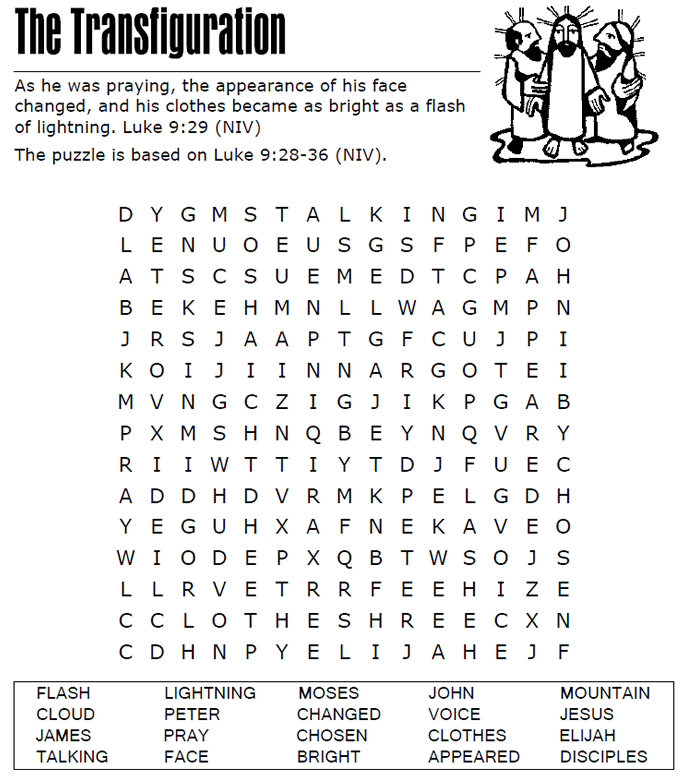 The Transfiguration
As he was praying, the appearance of his face
changed, and his clothes became as bright as a flash
of lightning. Luke 9:29 (NIV)
The puzzle is based on Luke 9:28-36 (NIV).
D Y G M S T A L K I N G I M J
L E N U O E U S G S F P E F O
A T S C S U E M E D T C P A H
B E K E H M N L L W A G M P N
J R S J A A P T G F C U J P I
K O I J I I N N A R G O T E I
M V N G C Z I G J I K P G A B
P X M S H N Q B E Y N Q V R Y
R I I W T T I Y T D J F U E C
A D D H D V R M K P E L G D H
Y E G U H X A F N E K A V E O
W I O D E P X Q B T W S O J S
L L R V E T R R F E E H I Z E
C C L O T H E S H R E E C X N
C D H N P Y E L I J A H E J F
FLASH LIGHTNING MOSES JOHN MOUNTAIN
CLOUD PETER CHANGED VOICE JESUS
JAMES PRAY CHOSEN CLOTHES ELIJAH
TALKING FACE BRIGHT APPEARED DISCIPLES